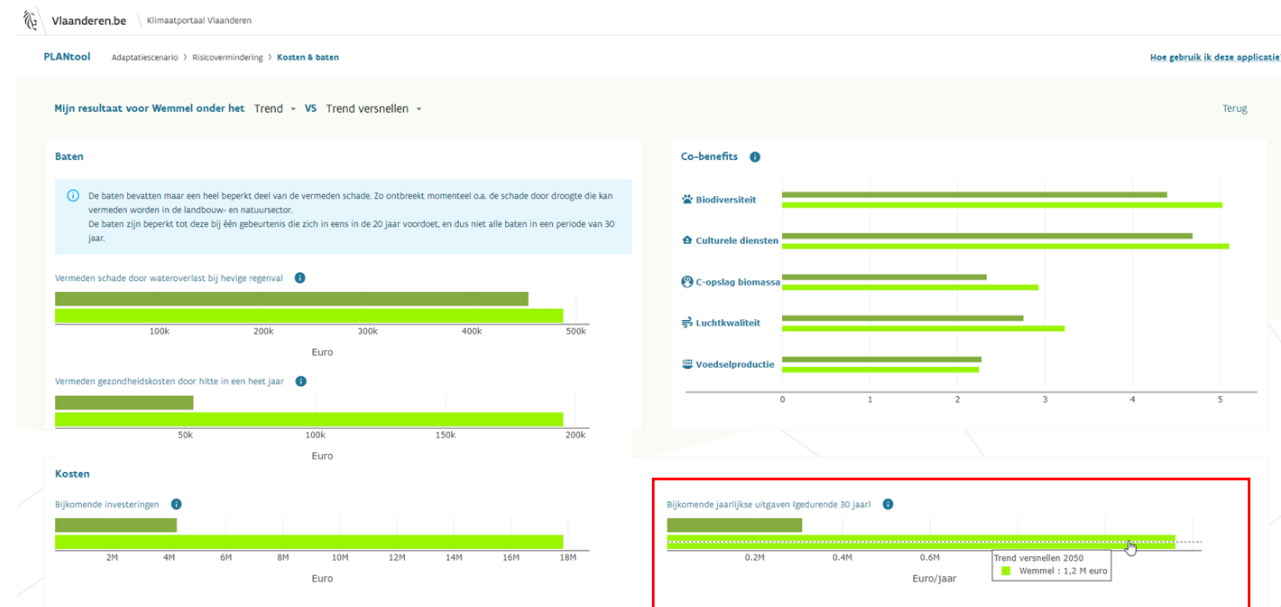 Vlaanderen.be Klimaatportaal Vlaanderen
PLANtool Adaptatiescenario > Risicovermindering > Kosten & baten
Hoe gebruik ik deze applicatie?
Mijn resultaat voor Wemmel onder het Trend VS Trend versnellen
Terug
Baten
De baten bevatten maar een heel beperkt deel van de vermeden schade. Zo ontbreekt momenteel o.a. de schade door droogte die kan
vermeden worden in de landbouw- en natuursector.
De baten zijn beperkt tot deze bij één gebeurtenis die zich in eens in de 20 jaar voordoet, en dus niet alle baten in een periode van 30
jaar.
Vermeden schade door wateroverlast bij hevige regenval
100k 200k 300k 400k 500k
Euro
Vermeden gezondheidskosten door hitte in een heet jaar
50k 100k 150k 200k
Euro
Co-benefits
Biodiversiteit
Culturele diensten
C-opslag biomassa
Luchtkwaliteit
Voedselproductie
0 1 2 3 4 5
Kosten
Bijkomende investeringen
2M 4M 6M 8M 10M 12M 14M 16M 18M
Euro
Bijkomende jaarlijkse uitgaven (gedurende 30 jaar)
0.2M 0.4M 0.6M
Trend versnellen 2050
Wemmel : 1,2 M euro
Euro/jaar